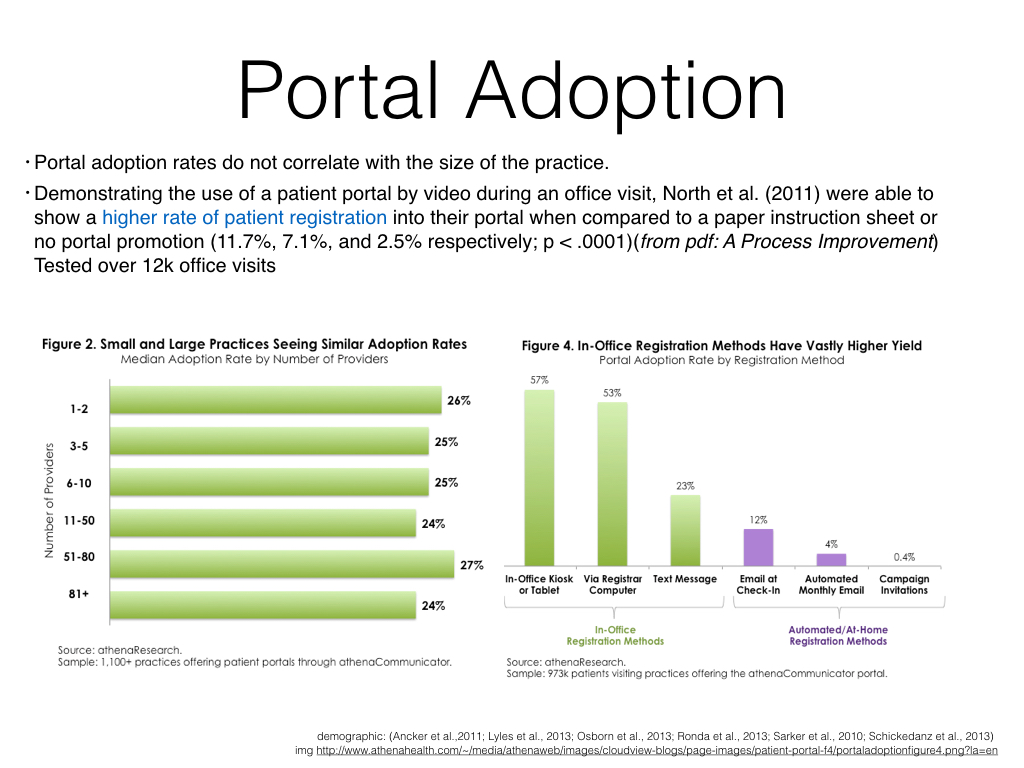 Portal Adoption
• Portal adoption rates do not correlate with the size of the practice.
• Demonstrating the use of a patient portal by video during an office visit, North et al. (2011) were able to
show a higher rate of patient registration into their portal when compared to a paper instruction sheet or
no portal promotion (11.7%, 7.1%, and 2.5% respectively; p < .0001)(from pdf: A Process Improvement)
Tested over 12k office visits
Figure 2. Small and Large Practices Seeing Similar Adoption Rates
Median Adoption Rate by Number of Providers
Number of Providers
1-2
26%
3-5
25%
6-10
25%
11-50
24%
51-80
27%
81+
24%
Source: athenaResearch.
Sample: 1,100+ practices offering patient portals through athenaCommunicator.
Figure 4. In-Office Registration Methods Have Vastly Higher Yield
Portal Adoption Rate by Registration Method
57%
53%
23%
12%
4%
0.4%
In-Office Kiosk
or Tablet
Via Registrar
Computer
Text Message
Email at
Check-In
Automated
Monthly Email
Campaign
Invitations
In-Office
Registration Methods
Automated/At-Home
Registration Methods
Source: athenaResearch.
Sample: 973k patients visiting practices offering the athenaCommunicator portal.
demographic: (Ancker et al.,2011; Lyles et al., 2013; Osborn et al., 2013; Ronda et al., 2013; Sarker et al., 2010; Schickedanz et al., 2013)
img http://www.athenahealth.com/~/media/athenaweb/images/cloudview-blogs/page-images/patient-portal-f4/portaladoptionfigure4.png?la=en